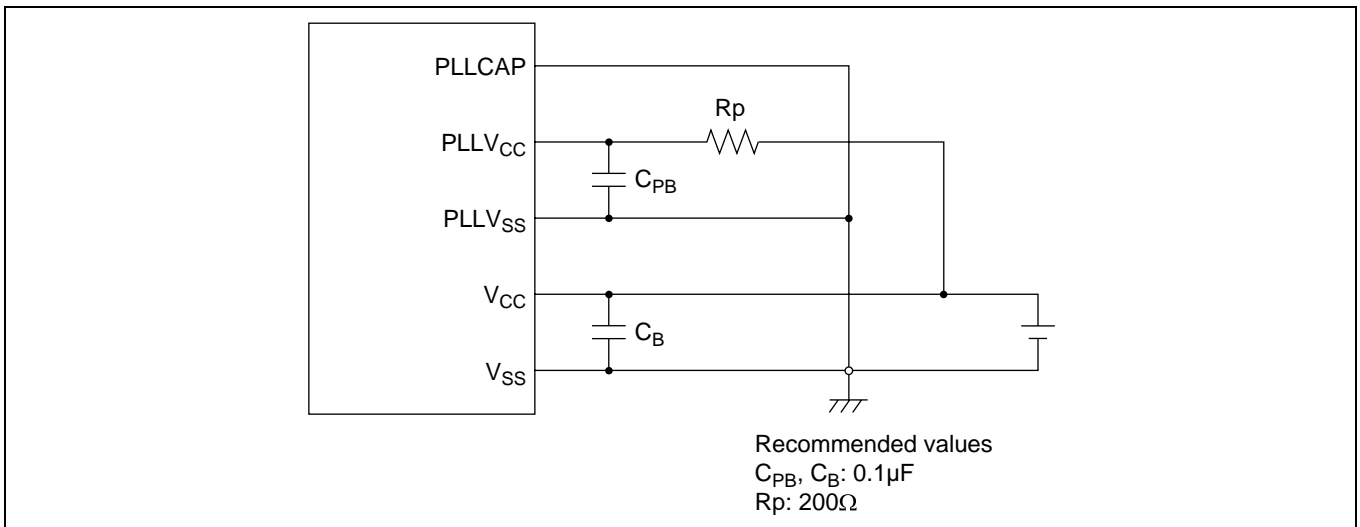 PLLCAP
Rp
PLLVCC
CPB
PLLVSS
VCC
CB
VSS
Recommended values
CPB, CB: 0.1µF
Rp: 200Ω